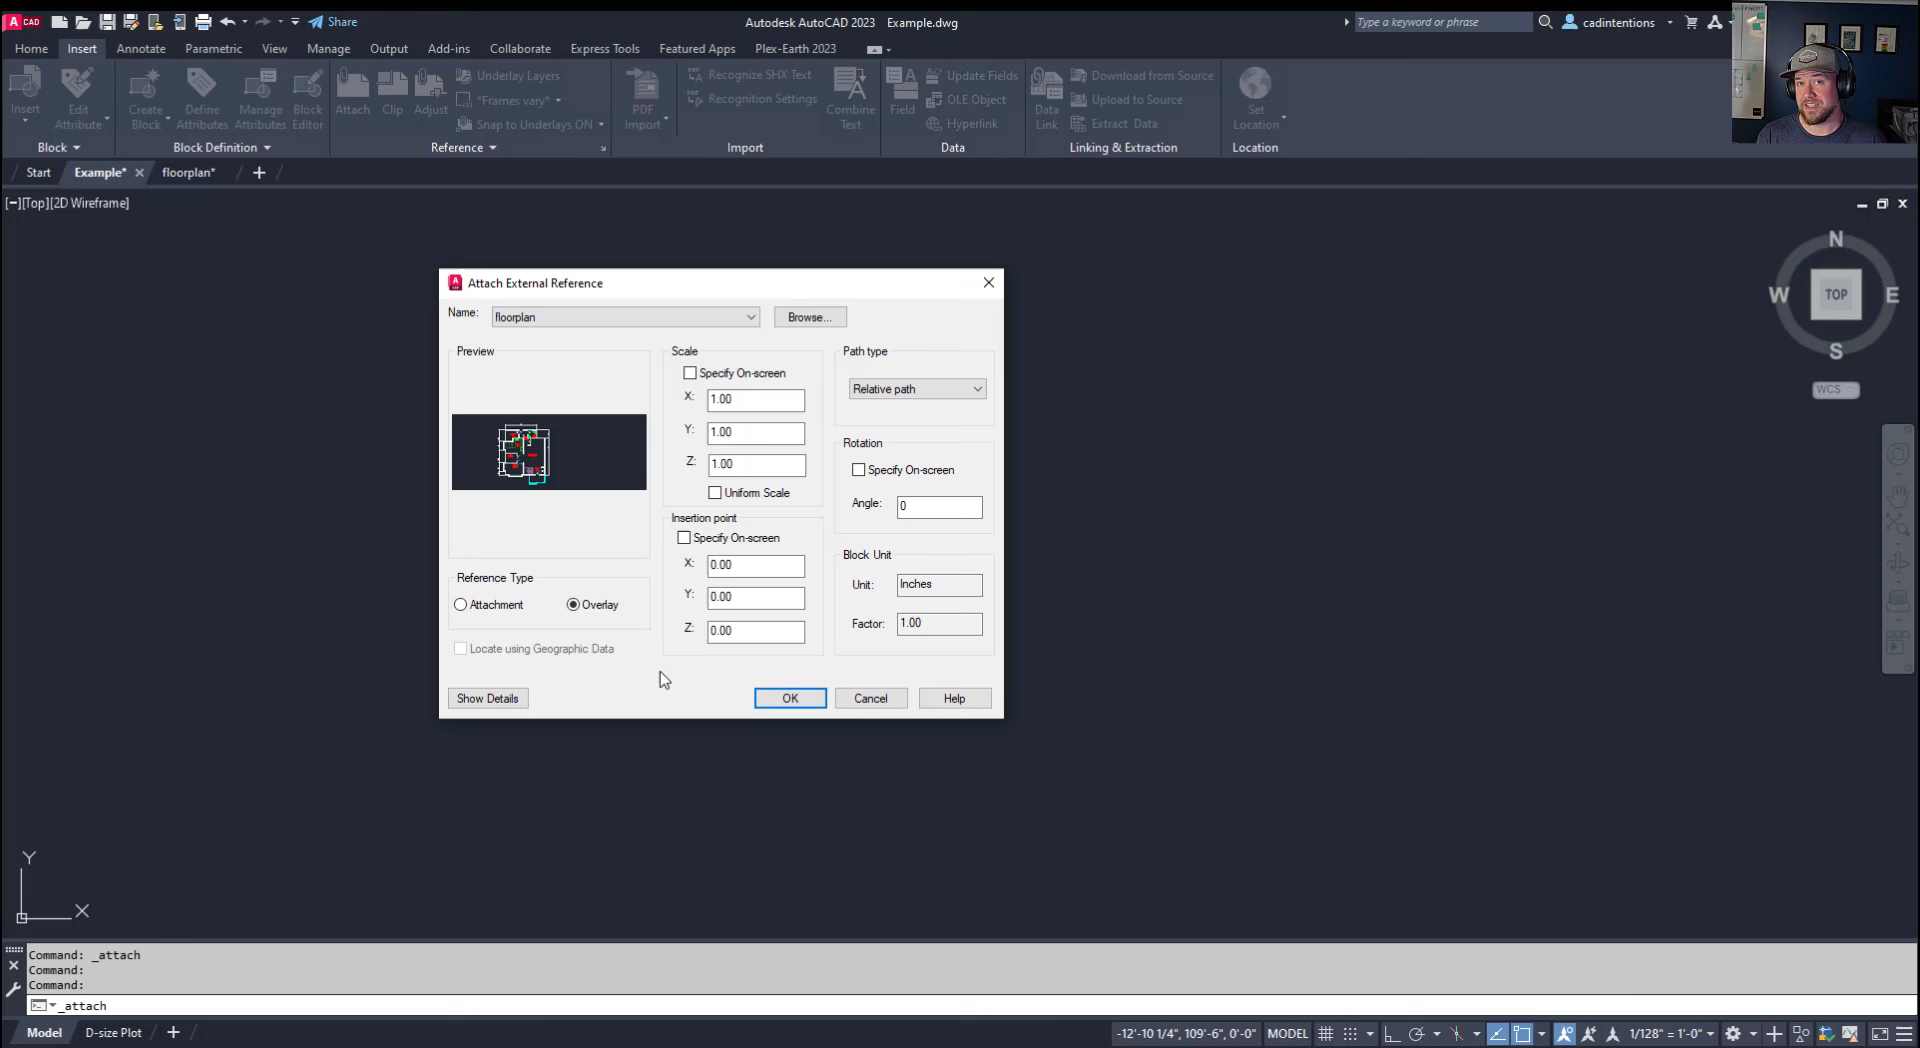 A CAD
Share
Autodesk AutoCAD 2023 Example.dwg
Type a keyword or phrase
cadintentions
Home Insert Annotate Parametric View Manage Output Add-ins Collaborate Express Tools Featured Apps Plex-Earth 2023
Insert
Edit
Attribute
Create
Block
Define
Attributes
Manage
Attributes
Block
Editor
Attach
Clip
Adjust
Underlay Layers
*Frames vary*
Snap to Underlays ON
PDF
Import
Recognize SHX Text
Recognition Settings
Combine
Text
Field
Update Fields
OLE Object
Hyperlink
Data
Link
Download from Source
Upload to Source
Extract Data
Set
Location
Block
Block Definition
Reference
Import
Data
Linking & Extraction
Location
Start
Example*
floorplan*
[−][Top][2D Wireframe]
N
W
TOP
E
S
WCS
A
Attach External Reference
Name:
floorplan
Browse...
Preview
Scale
Specify On-screen
X: 1.00
Y: 1.00
Z: 1.00
Uniform Scale
Path type
Relative path
Rotation
Specify On-screen
Angle: 0
Insertion point
Specify On-screen
X: 0.00
Y: 0.00
Z: 0.00
Block Unit
Unit: Inches
Factor: 1.00
Reference Type
Attachment
Overlay
Locate using Geographic Data
Show Details
OK
Cancel
Help
Y
X
Command: _attach
Command:
Command:
_attach
Model
D-size Plot
-12'-10 1/4", 109'-6", 0'-0"
MODEL
1/128" = 1'-0"